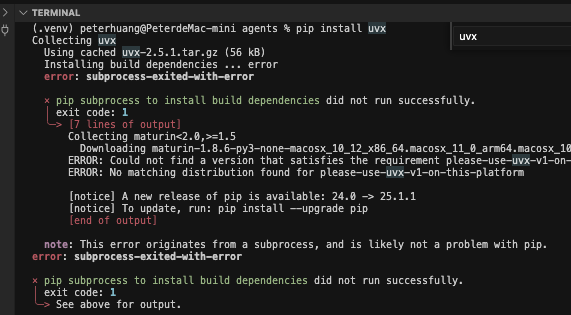 TERMINAL
(.venv) peterhuang@PeterdeMac-mini agents % pip install uvx
uvx
Collecting uvx
Using cached uvx-2.5.1.tar.gz (56 kB)
Installing build dependencies ... error
error: subprocess-exited-with-error
× pip subprocess to install build dependencies did not run successfully.
│ exit code: 1
╰─> [7 lines of output]
Collecting maturin<2.0,>=1.5
Downloading maturin-1.8.6-py3-none-macosx_10_12_x86_64.macosx_11_0_arm64.macosx_10
ERROR: Could not find a version that satisfies the requirement please-use-uvx-v1-on-
ERROR: No matching distribution found for please-use-uvx-v1-on-this-platform
[notice] A new release of pip is available: 24.0 -> 25.1.1
[notice] To update, run: pip install --upgrade pip
[end of output]
note: This error originates from a subprocess, and is likely not a problem with pip.
error: subprocess-exited-with-error
× pip subprocess to install build dependencies did not run successfully.
│ exit code: 1
╰─> See above for output.